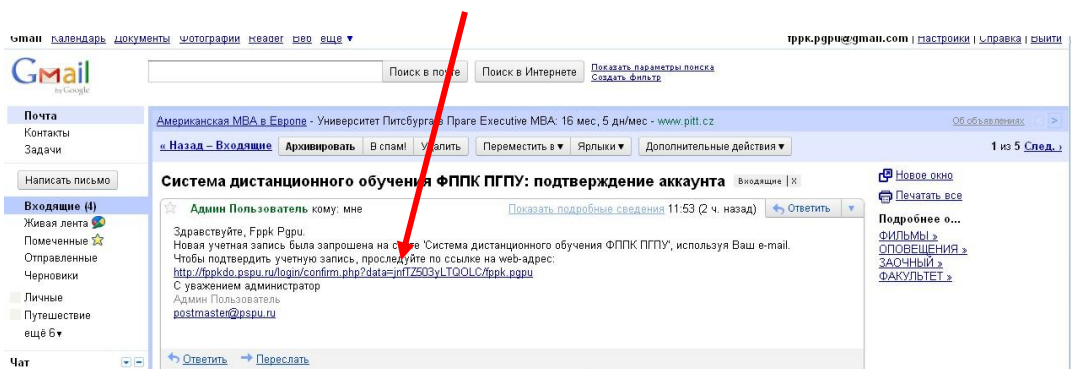 Gmail Календарь Документы Фотографии Reader Веб ещё ▼
fppk.pgpu@gmail.com | Настройки | Справка | Выйти
Gmail
by Google
Поиск в почте
Поиск в Интернете
Показать параметры поиска
Создать фильтр
Почта
Контакты
Задачи
Написать письмо
Входящие (4)
Живая лента
Помеченные
Отправленные
Черновики
Личные
Путешествие
ещё 6▼
Чат
Американская MBA в Европе - Университет Питсбурга в Праге Executive MBA: 16 мес, 5 дн/мес - www.pitt.cz
Об объявлениях < >
« Назад – Входящие Архивировать В спам! Удалить Переместить в ▼ Ярлыки ▼ Дополнительные действия ▼ 1 из 5 След. ›
Система дистанционного обучения ФППК ПГПУ: подтверждение аккаунта Входящие | X
Админ Пользователь кому: мне Показать подробные сведения 11:53 (2 ч. назад) Ответить ▼
Здравствуйте, Fppk Pgpu.
Новая учетная запись была запрошена на сайте 'Система дистанционного обучения ФППК ПГПУ', используя Ваш e-mail.
Чтобы подтвердить учетную запись, проследуйте по ссылке на web-адрес:
http://fppkdo.pspu.ru/login/confirm.php?data=jnfTZ503yLTQOLC/fppk.pgpu
С уважением администратор
Админ Пользователь
postmaster@pspu.ru
Ответить Переслать
Новое окно
Печатать все
Подробнее о...
ФИЛЬМЫ »
ОПОВЕЩЕНИЯ »
ЗАОЧНЫЙ »
ФАКУЛЬТЕТ »